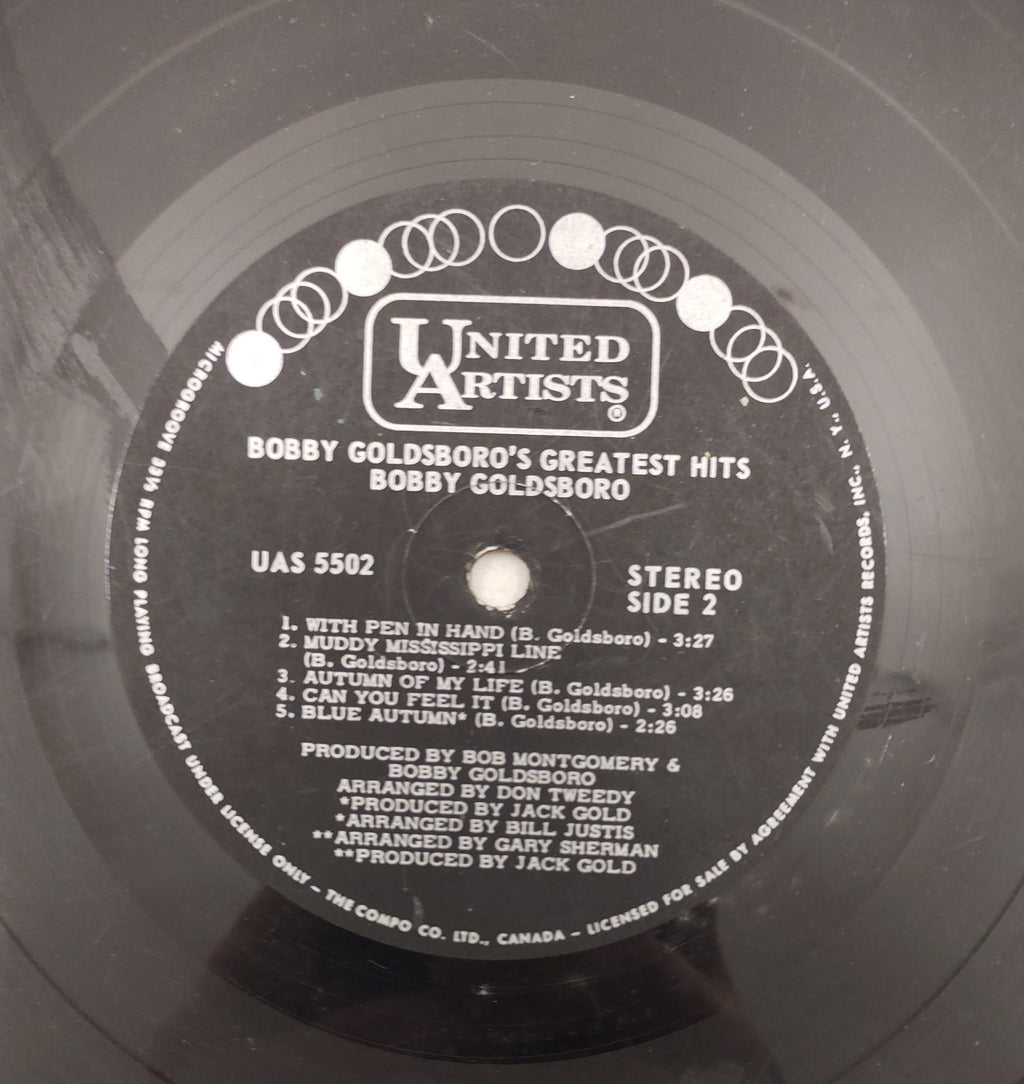 UNITED
ARTISTS
®
BOBBY GOLDSBORO'S GREATEST HITS
BOBBY GOLDSBORO
UAS 5502
STEREO
SIDE 2
1. WITH PEN IN HAND (B. Goldsboro) - 3:27
2. MUDDY MISSISSIPPI LINE
(B. Goldsboro) - 2:41
3. AUTUMN OF MY LIFE (B. Goldsboro) - 3:26
4. CAN YOU FEEL IT (B. Goldsboro) - 3:08
5. BLUE AUTUMN* (B. Goldsboro) - 2:26
PRODUCED BY BOB MONTGOMERY &
BOBBY GOLDSBORO
ARRANGED BY DON TWEEDY
*PRODUCED BY JACK GOLD
*ARRANGED BY BILL JUSTIS
**ARRANGED BY GARY SHERMAN
**PRODUCED BY JACK GOLD
MICROGROOVE 33⅓ RPM LONG PLAYING BROADCAST UNDER LICENSE ONLY – THE COMPO CO. LTD., CANADA – LICENSED FOR SALE BY AGREEMENT WITH UNITED ARTISTS RECORDS, INC., N. Y., U.S.A.